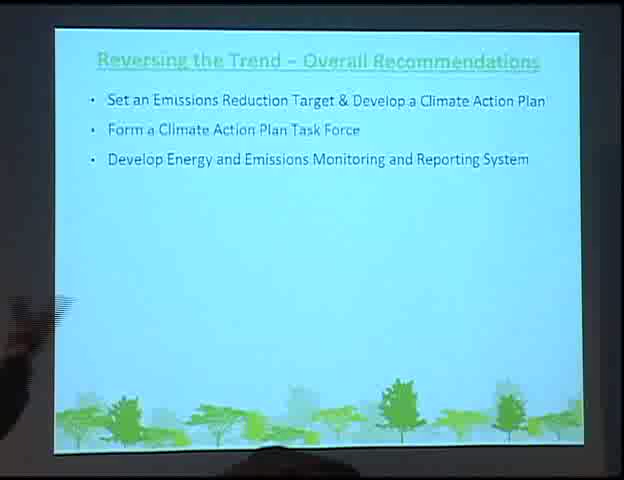 Reversing the Trend – Overall Recommendations
• Set an Emissions Reduction Target & Develop a Climate Action Plan
• Form a Climate Action Plan Task Force
• Develop Energy and Emissions Monitoring and Reporting System